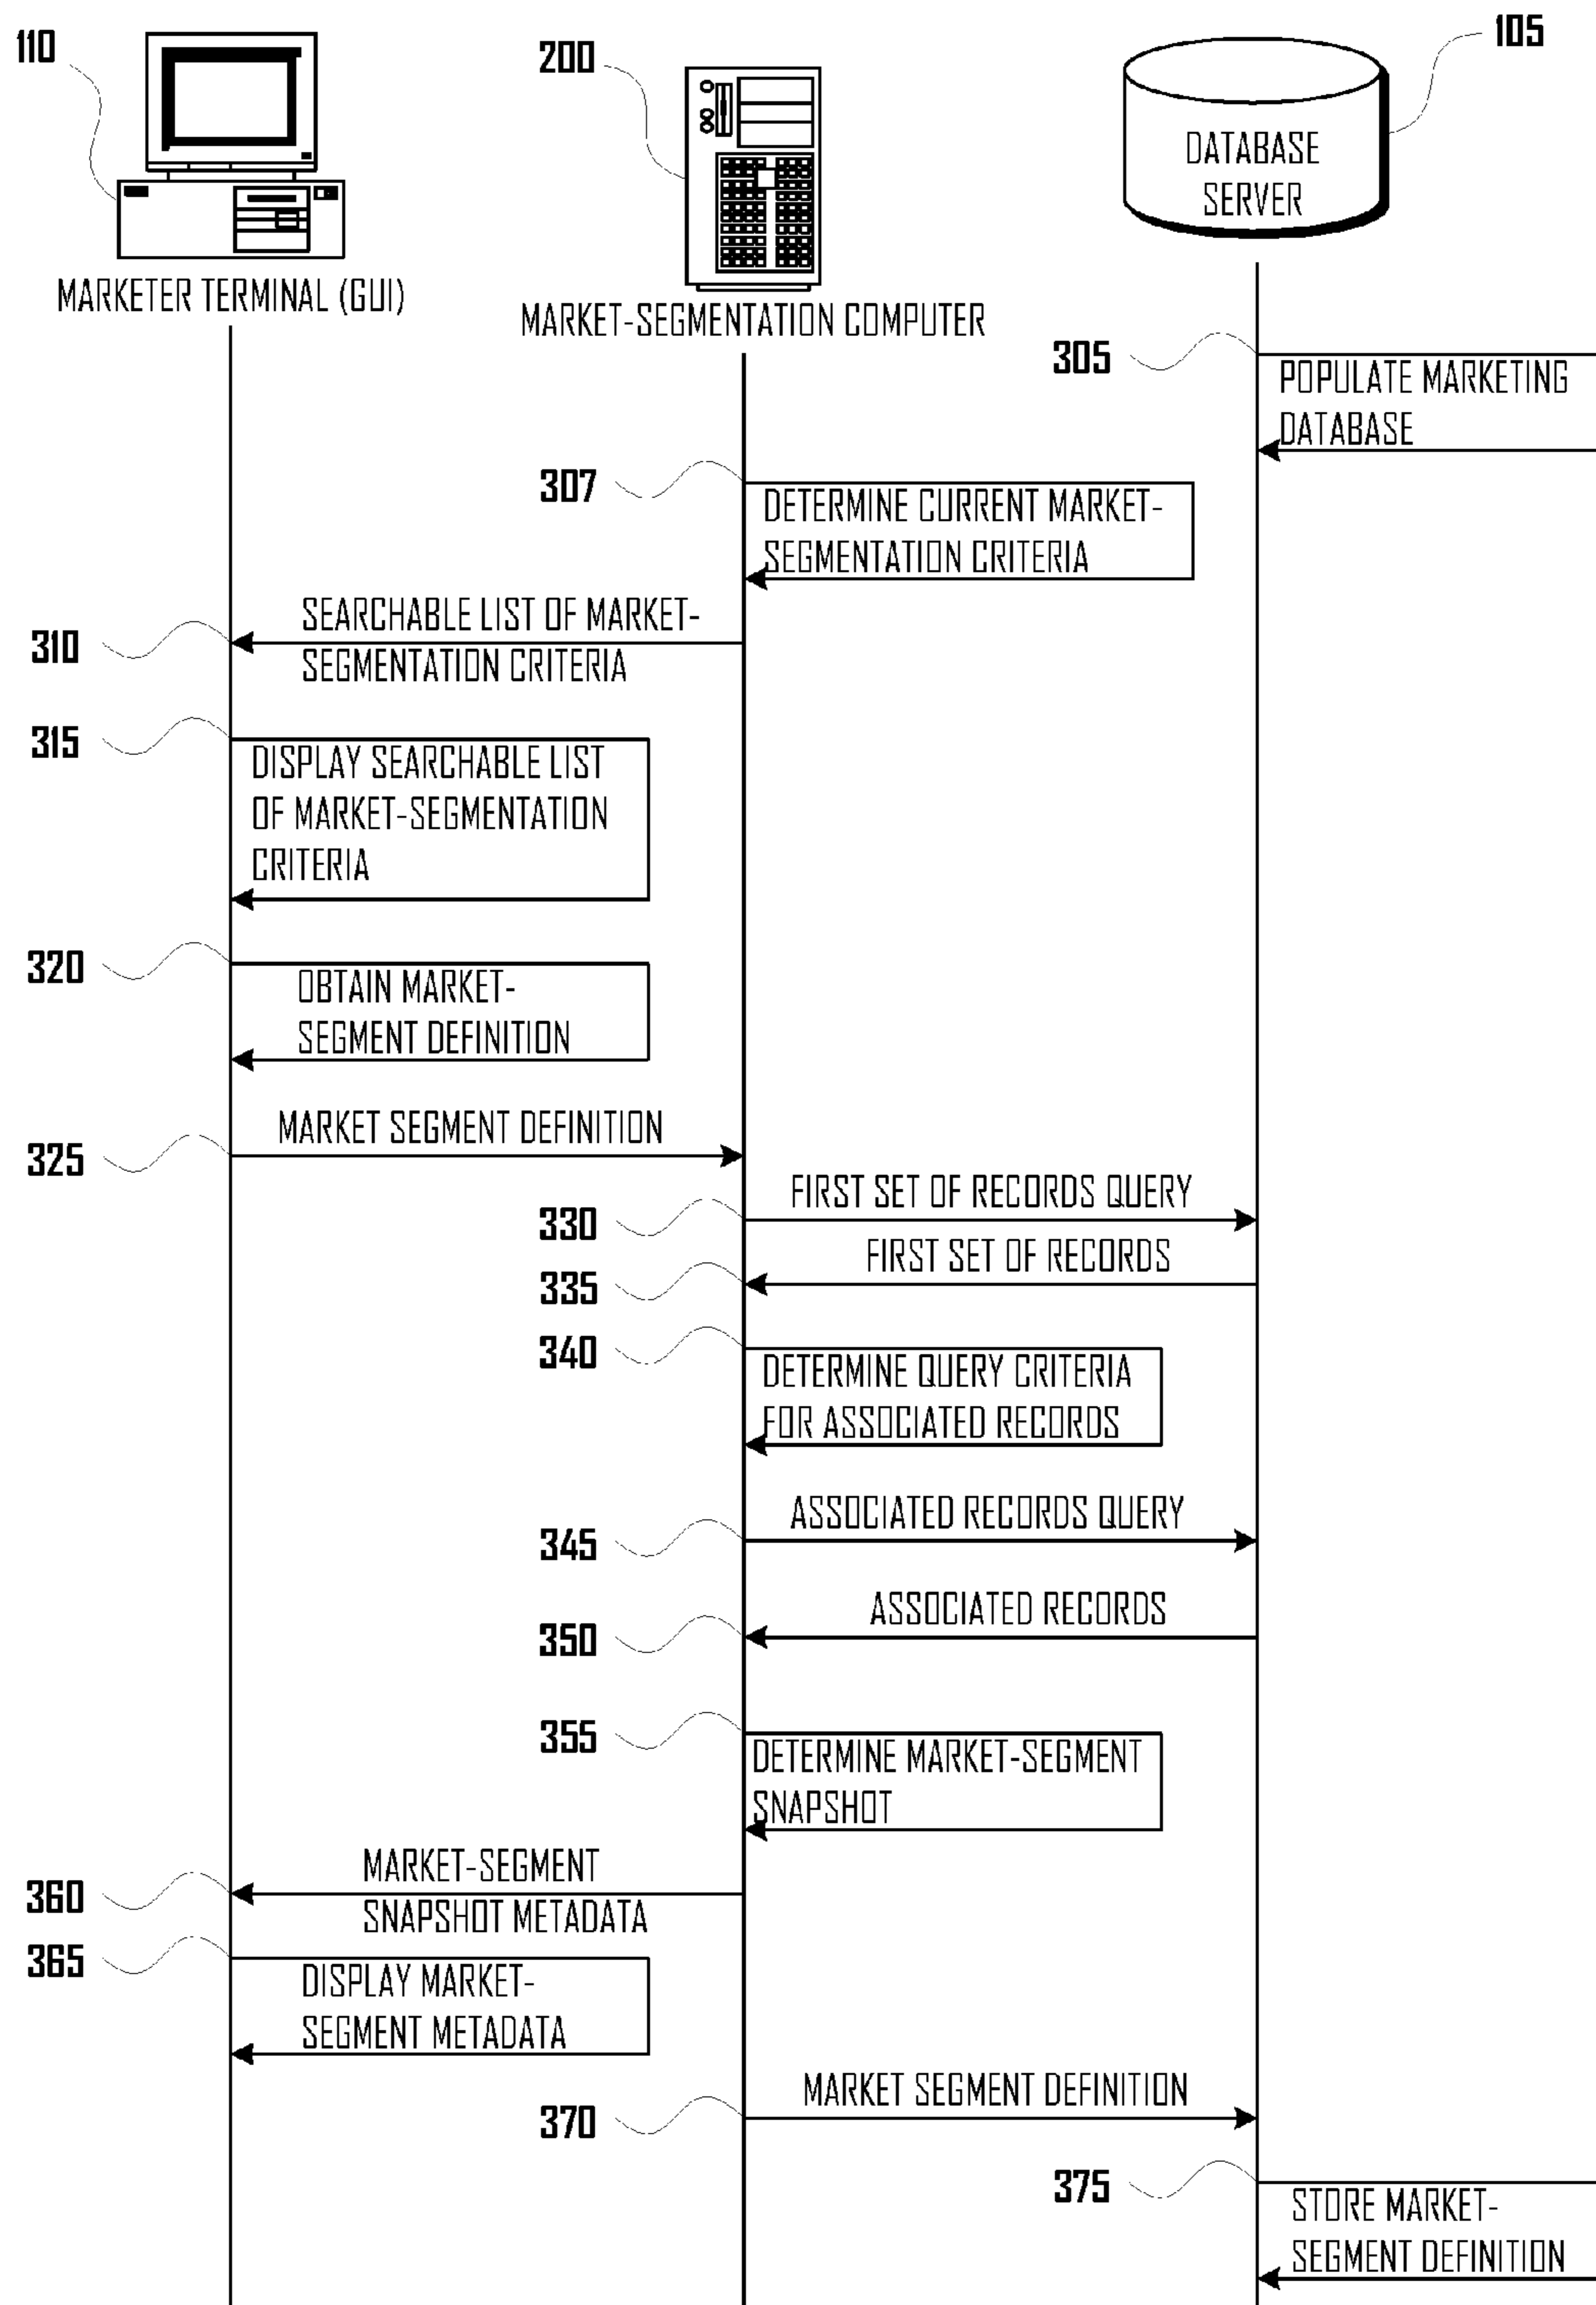 110
200
105
DATABASE
SERVER
MARKETER TERMINAL (GUI)
MARKET-SEGMENTATION COMPUTER
305
POPULATE MARKETING
DATABASE
307
DETERMINE CURRENT MARKET-
SEGMENTATION CRITERIA
310
SEARCHABLE LIST OF MARKET-
SEGMENTATION CRITERIA
315
DISPLAY SEARCHABLE LIST
OF MARKET-SEGMENTATION
CRITERIA
320
OBTAIN MARKET-
SEGMENT DEFINITION
325
MARKET SEGMENT DEFINITION
330
FIRST SET OF RECORDS QUERY
335
FIRST SET OF RECORDS
340
DETERMINE QUERY CRITERIA
FOR ASSOCIATED RECORDS
345
ASSOCIATED RECORDS QUERY
350
ASSOCIATED RECORDS
355
DETERMINE MARKET-SEGMENT
SNAPSHOT
360
MARKET-SEGMENT
SNAPSHOT METADATA
365
DISPLAY MARKET-
SEGMENT METADATA
370
MARKET SEGMENT DEFINITION
375
STORE MARKET-
SEGMENT DEFINITION